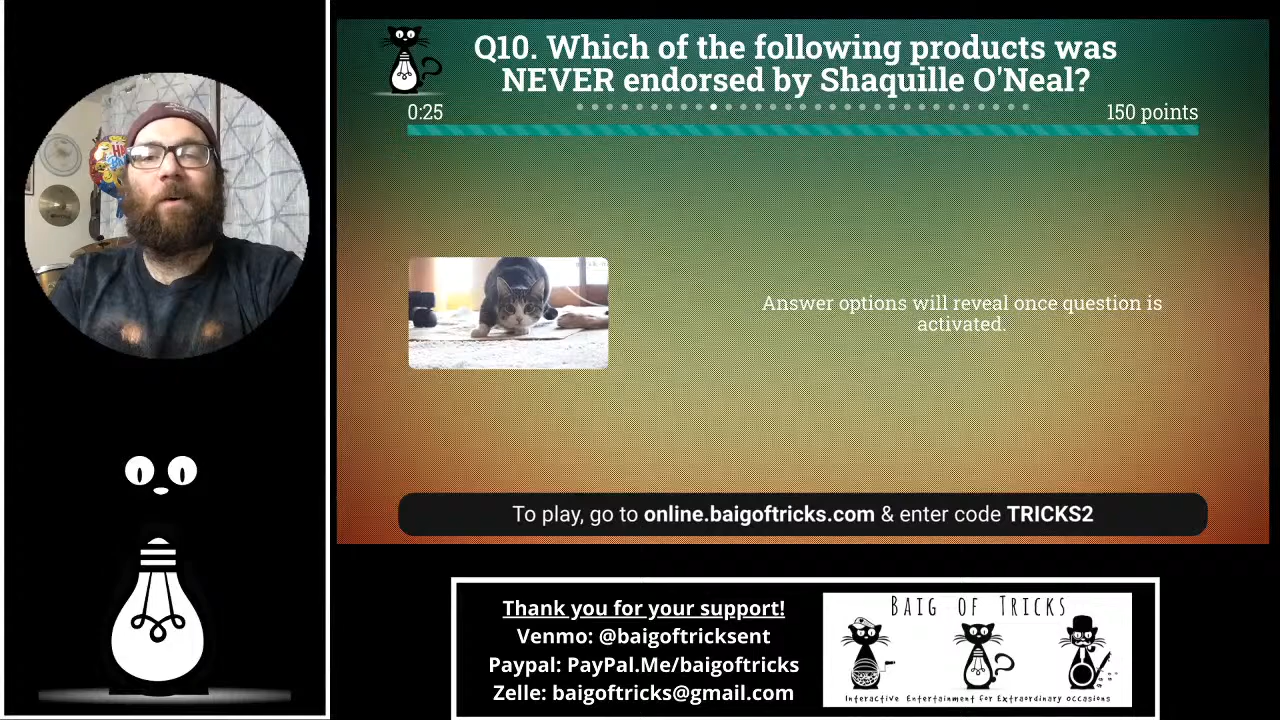 Q10. Which of the following products was
NEVER endorsed by Shaquille O'Neal?
0:25
150 points
Answer options will reveal once question is
activated.
To play, go to online.baigoftricks.com & enter code TRICKS2
Thank you for your support!
Venmo: @baigoftricksent
Paypal: PayPal.Me/baigoftricks
Zelle: baigoftricks@gmail.com
BAIG OF TRICKS
Interactive Entertainment for Extraordinary occasions